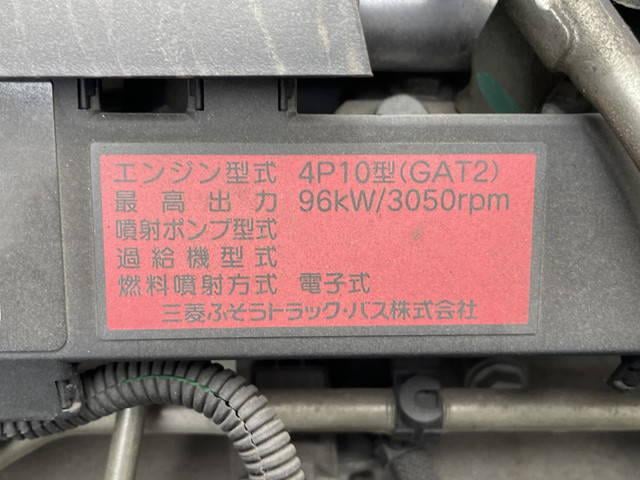 エンジン型式 4P10型(GAT2)
最高出力 96kW/3050rpm
噴射ポンプ型式
過給機型式
燃料噴射方式 電子式
三菱ふそうトラック・バス株式会社